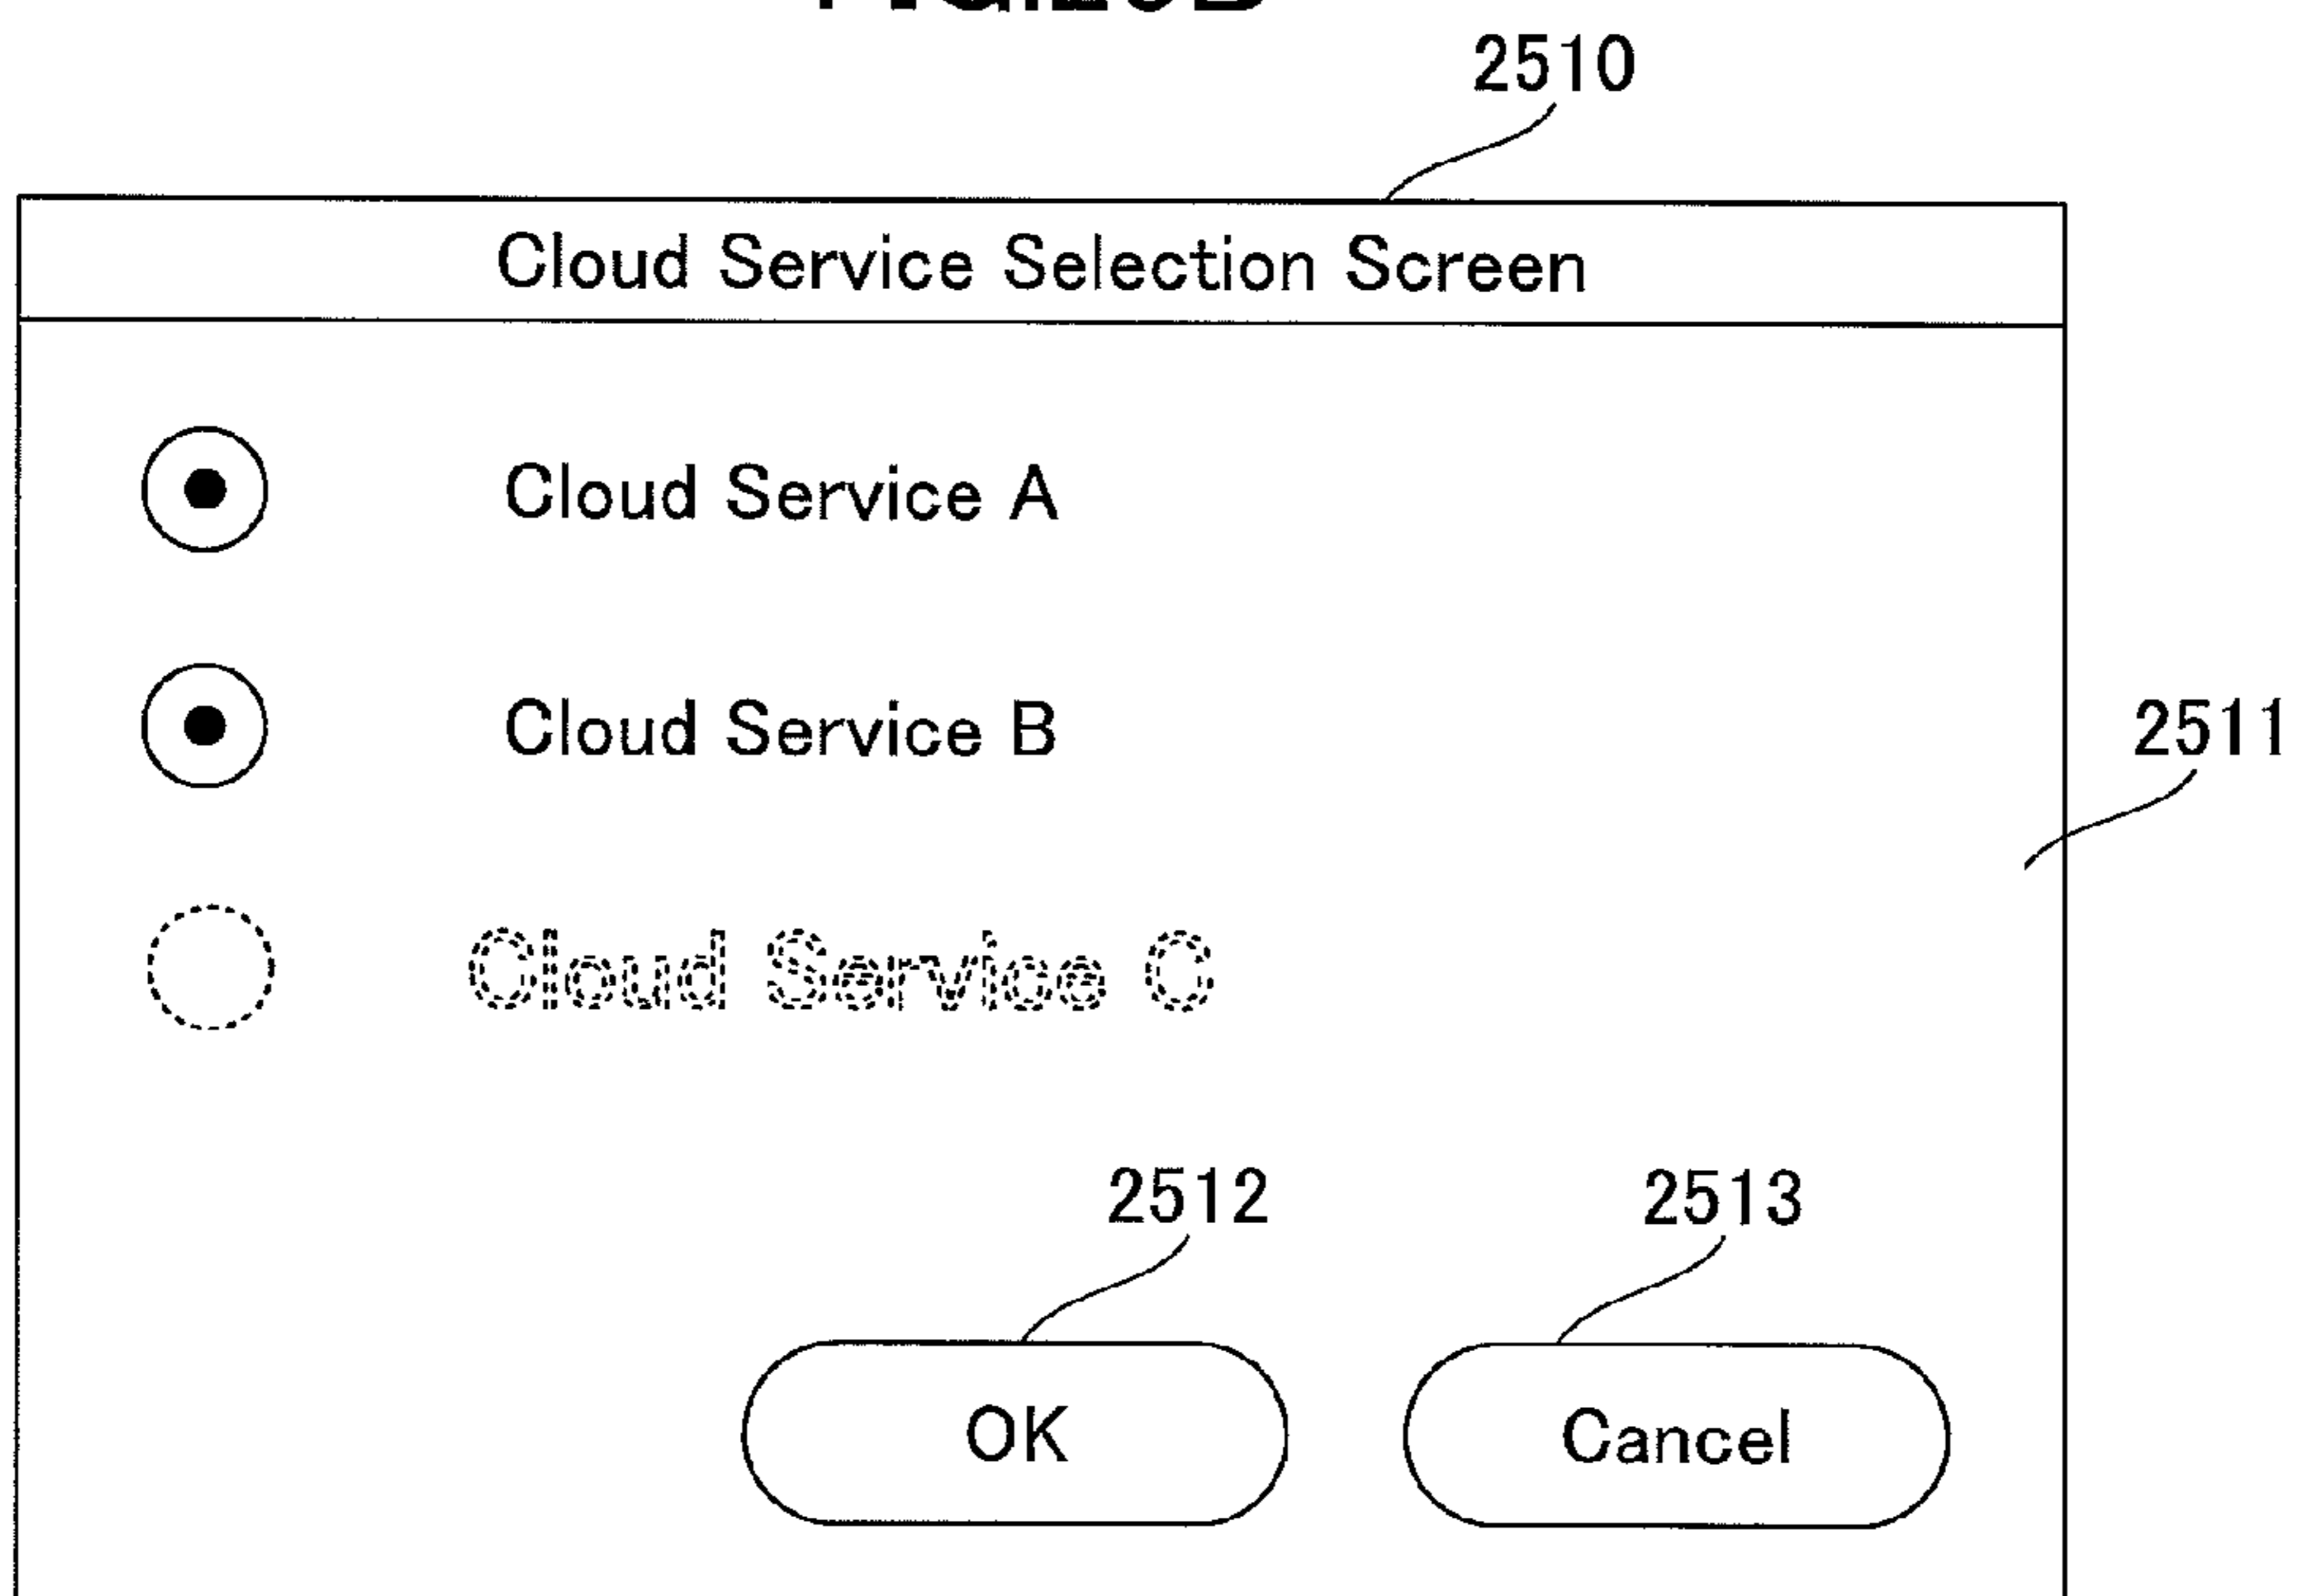 2510
Cloud Service Selection Screen
Cloud Service A
Cloud Service B
2511
Cloud Service C
2512
2513
OK
Cancel